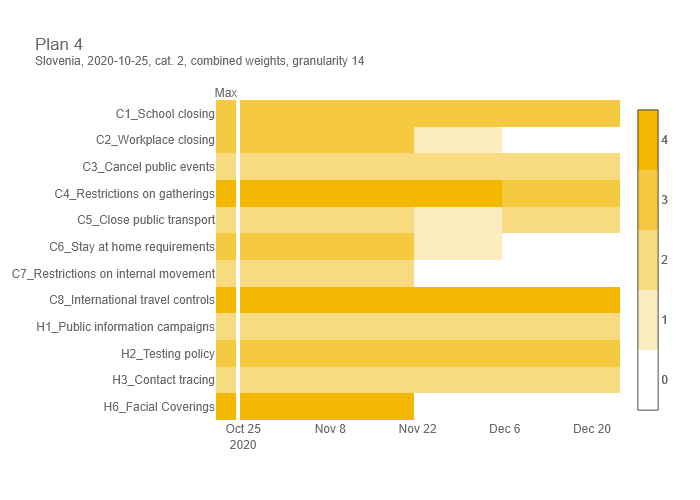 Plan 4
Slovenia, 2020-10-25, cat. 2, combined weights, granularity 14
Max
C1_School closing
C2_Workplace closing
C3_Cancel public events
C4_Restrictions on gatherings
C5_Close public transport
C6_Stay at home requirements
C7_Restrictions on internal movement
C8_International travel controls
H1_Public information campaigns
H2_Testing policy
H3_Contact tracing
H6_Facial Coverings
Oct 25 Nov 8 Nov 22 Dec 6 Dec 20
2020
4
3
2
1
0